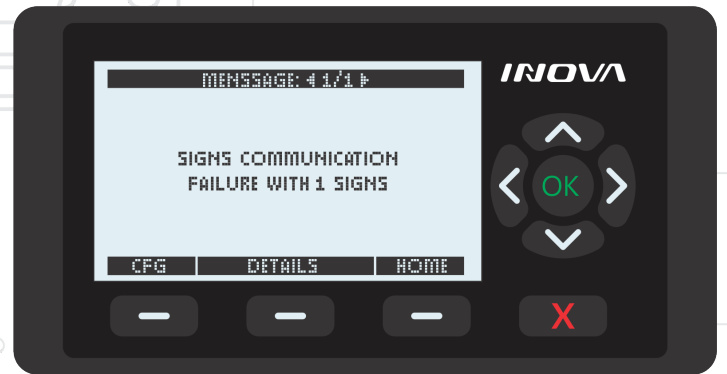 MENSSAGE: 1/1
INOVA
SIGNS COMMUNICATION
FAILURE WITH 1 SIGNS
OK
CFG DETAILS HOME
X